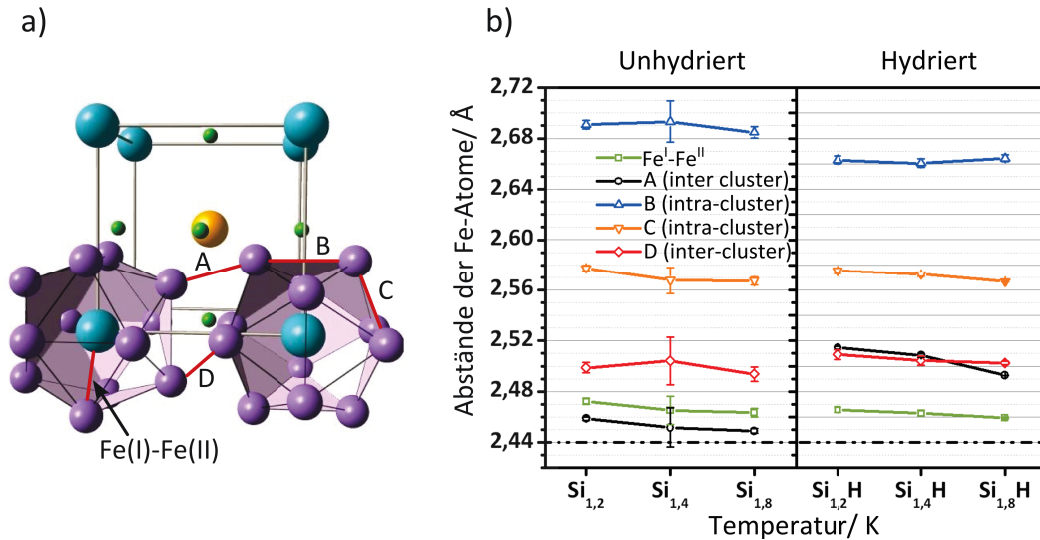 a)
A
B
C
D
Fe(I)-Fe(II)
b)
Unhydriert Hydriert
Abstände der Fe-Atome/ Å
2,72
2,68
2,64
2,60
2,56
2,52
2,48
2,44
Fe^I-Fe^II
A (inter cluster)
B (intra-cluster)
C (intra-cluster)
D (inter-cluster)
Si1,2 Si1,4 Si1,8 Si1,2H Si1,4H Si1,8H
Temperatur/ K